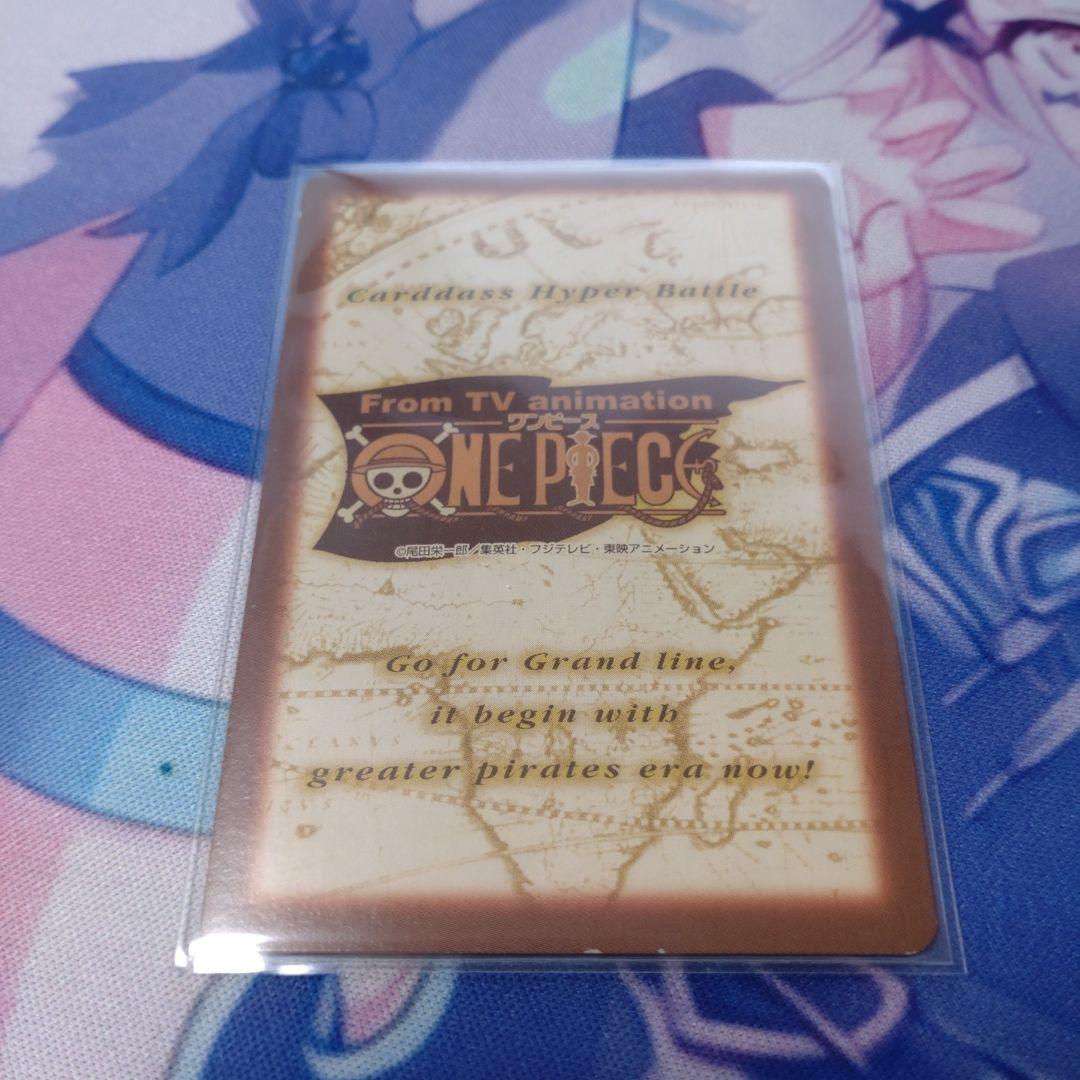 Carddass Hyper Battle
From TV animation
ワンピース
ONE PIECE
©尾田栄一郎／集英社・フジテレビ・東映アニメーション
Go for Grand line,
it begin with
greater pirates era now!